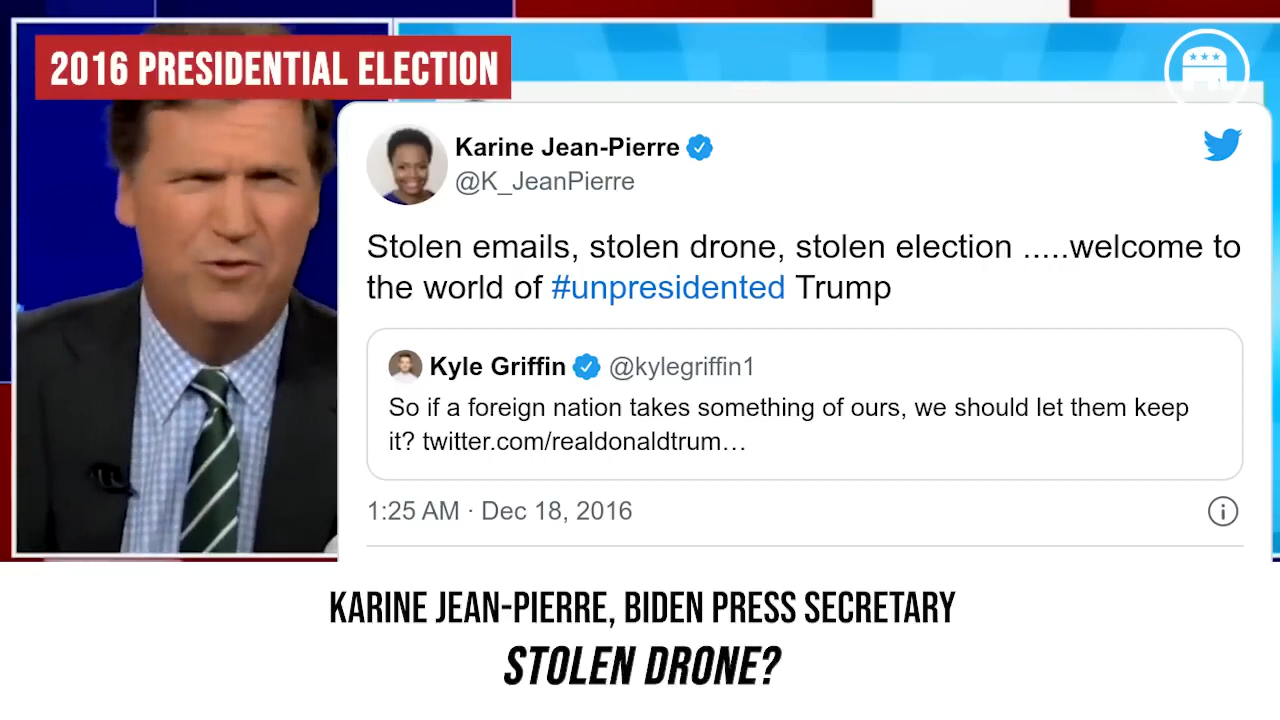 2016 PRESIDENTIAL ELECTION
Karine Jean-Pierre
@K_JeanPierre
Stolen emails, stolen drone, stolen election .....welcome to
the world of #unpresidented Trump
Kyle Griffin @kylegriffin1
So if a foreign nation takes something of ours, we should let them keep
it? twitter.com/realdonaldtrum…
1:25 AM · Dec 18, 2016
KARINE JEAN-PIERRE, BIDEN PRESS SECRETARY
STOLEN DRONE?